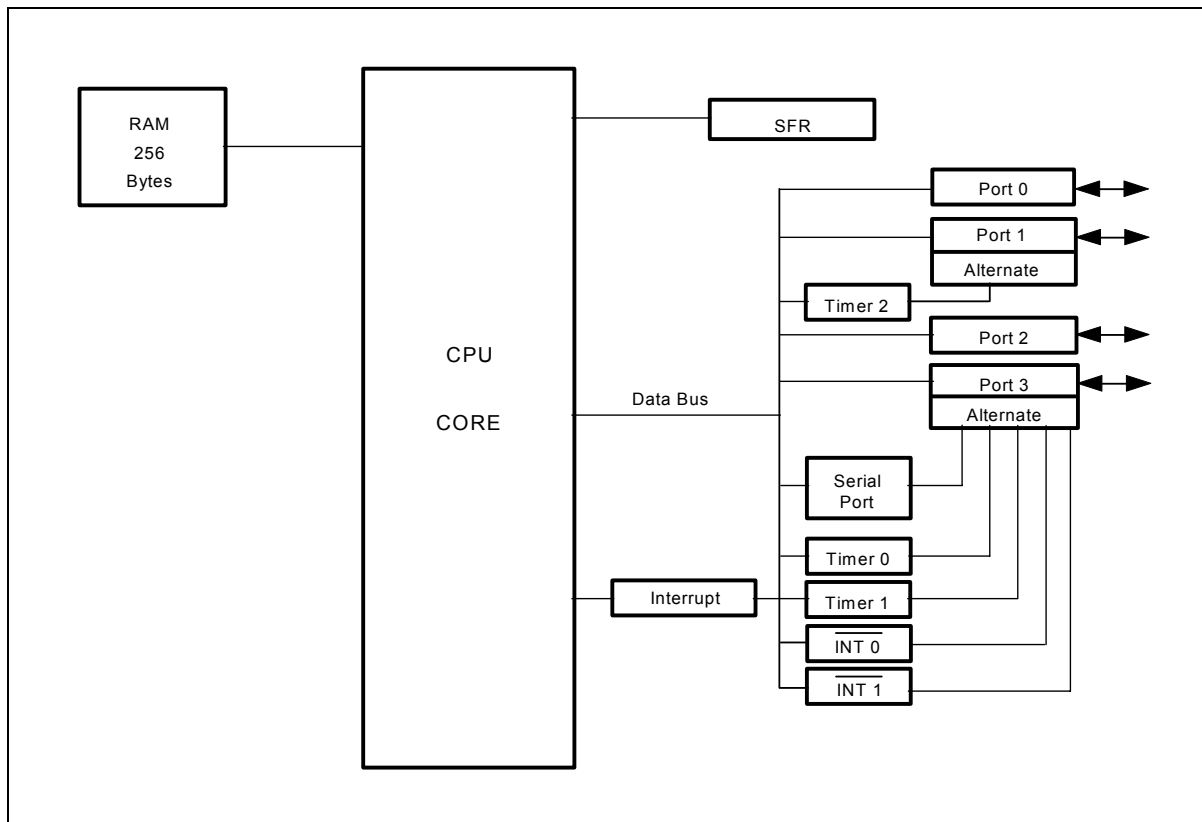 RAM
256
Bytes
CPU
CORE
SFR
Port 0
Port 1
Alternate
Timer 2
Port 2
Port 3
Alternate
Data Bus
Serial
Port
Timer 0
Interrupt
Timer 1
INT 0
INT 1